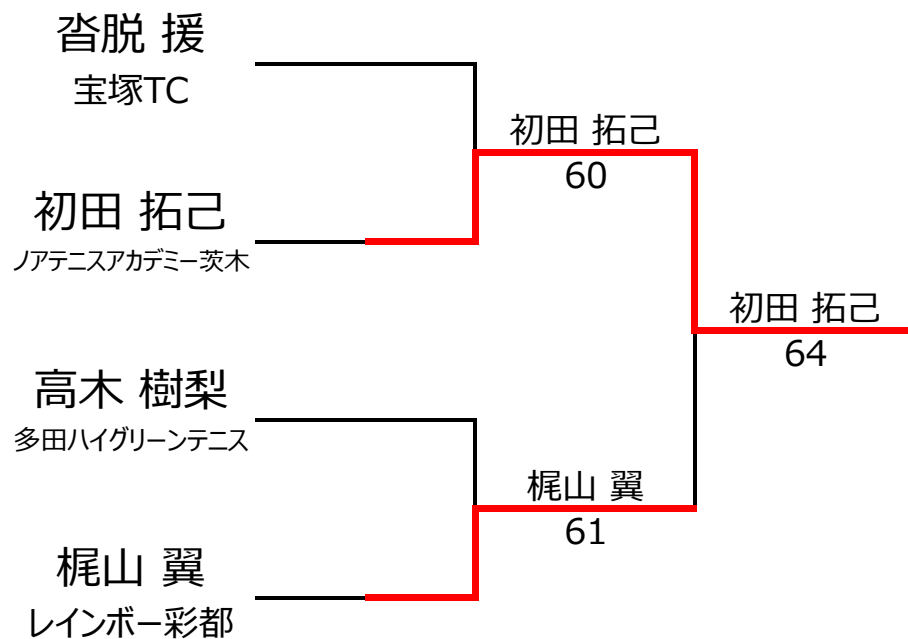 沓脱 援
宝塚TC
初田 拓己
60
初田 拓己
ノアテニスアカデミー茨木
初田 拓己
64
高木 樹梨
多田ハイグリーンテニス
梶山 翼
61
梶山 翼
レインボー彩都